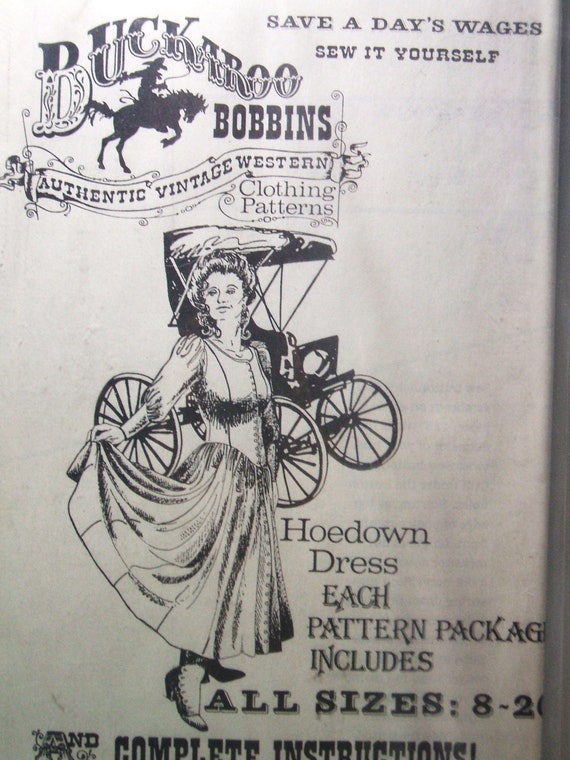 BUCKAROO
BOBBINS
AUTHENTIC VINTAGE WESTERN
Clothing
Patterns
SAVE A DAY'S WAGES
SEW IT YOURSELF
Hoedown
Dress
EACH
PATTERN PACKAG
INCLUDES
ALL SIZES: 8-20
AND COMPLETE INSTRUCTIONS!